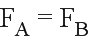 F_A = F_B